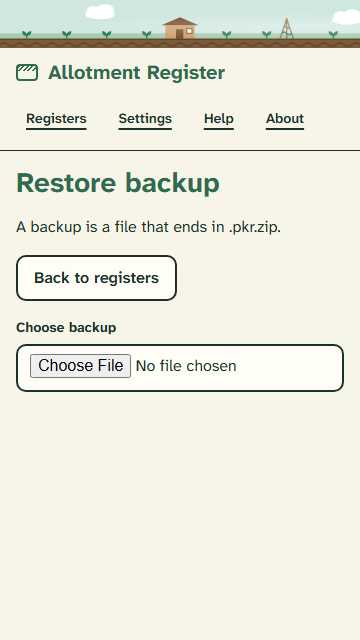 Allotment Register
Registers Settings Help About
Restore backup
A backup is a file that ends in .pkr.zip.
Back to registers
Choose backup
Choose File No file chosen